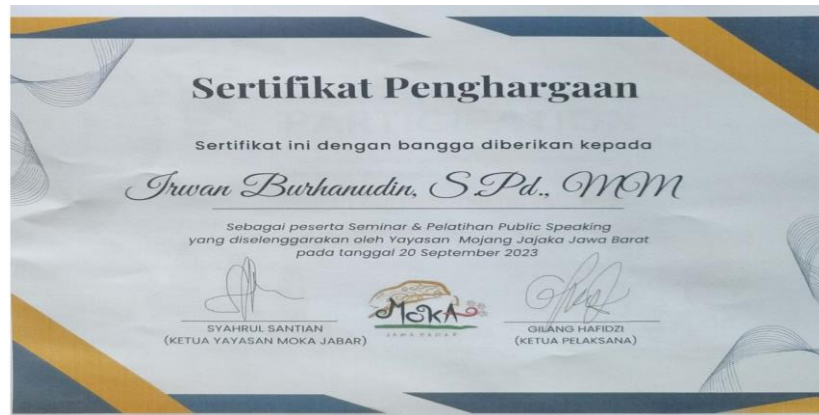 Sertifikat Penghargaan
Sertifikat ini dengan bangga diberikan kepada
Irwan Burhanudin, S.Pd., MM
Sebagai peserta Seminar & Pelatihan Public Speaking
yang diselenggarakan oleh Yayasan Mojang Jajaka Jawa Barat
pada tanggal 20 September 2023
MOKA
JAWA BARAT
SYAHRUL SANTIAN
(KETUA YAYASAN MOKA JABAR)
GILANG HAFIDZI
(KETUA PELAKSANA)